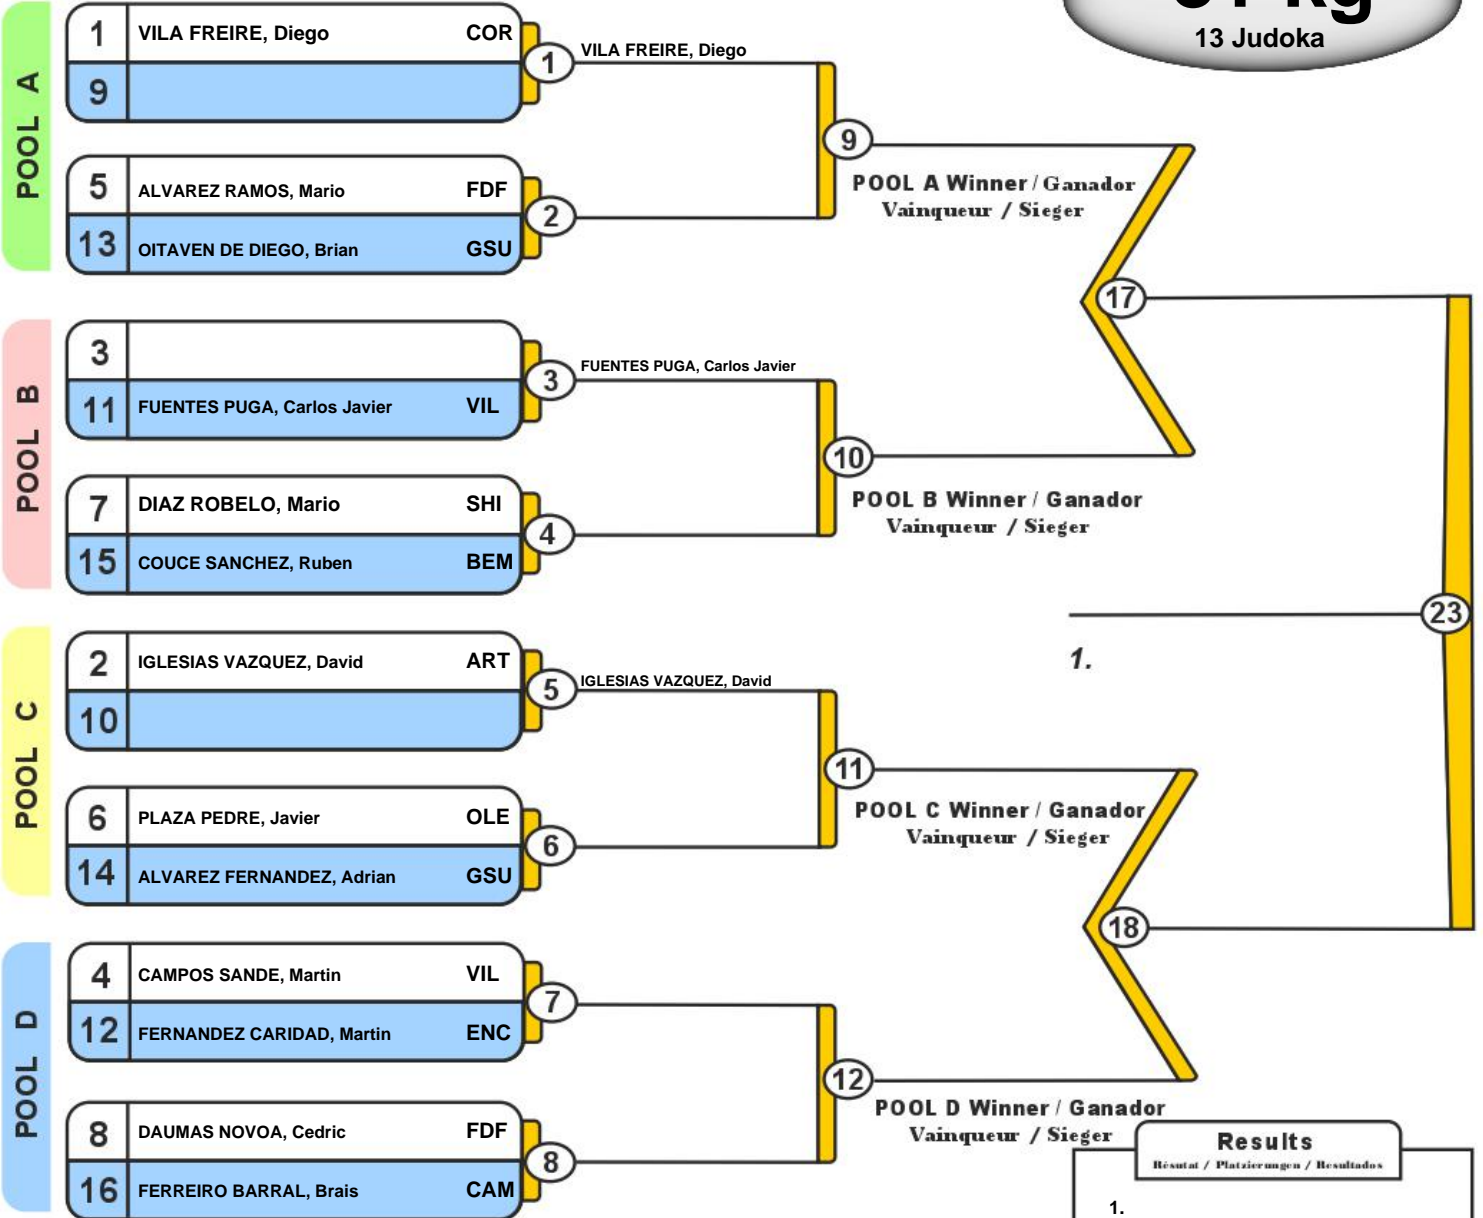 kg
13 Judoka
POOL A
1 VILA FREIRE, Diego COR
9
1 VILA FREIRE, Diego
5 ALVAREZ RAMOS, Mario FDF
13 OITAVEN DE DIEGO, Brian GSU
2
9
POOL A Winner / Ganador
Vainqueur / Sieger
POOL B
3
11 FUENTES PUGA, Carlos Javier VIL
3 FUENTES PUGA, Carlos Javier
7 DIAZ ROBELO, Mario SHI
15 COUCE SANCHEZ, Ruben BEM
4
10
POOL B Winner / Ganador
Vainqueur / Sieger
17
POOL C
2 IGLESIAS VAZQUEZ, David ART
10
5 IGLESIAS VAZQUEZ, David
6 PLAZA PEDRE, Javier OLE
14 ALVAREZ FERNANDEZ, Adrian GSU
6
11
POOL C Winner / Ganador
Vainqueur / Sieger
POOL D
4 CAMPOS SANDE, Martin VIL
12 FERNANDEZ CARIDAD, Martin ENC
7
8 DAUMAS NOVOA, Cedric FDF
16 FERREIRO BARRAL, Brais CAM
8
12
POOL D Winner / Ganador
Vainqueur / Sieger
18
23
1.
Results
Résutat / Platzierungen / Resultados
1.